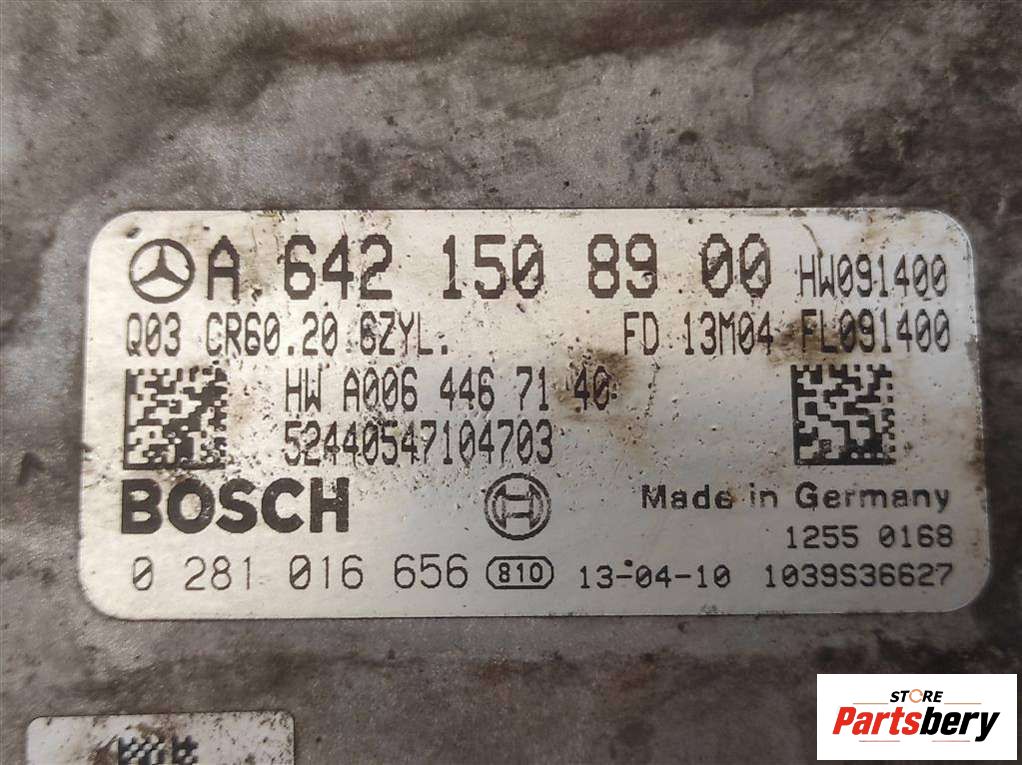 A 642 150 89 00 HW091400
Q03 CR60.20 6ZYL. FD 13M04 FL091400
HW A006 446 71 40
52440547104703
BOSCH Made in Germany
1255 0168
0 281 016 656 810 13-04-10 1039S36627
STORE
Partsbery